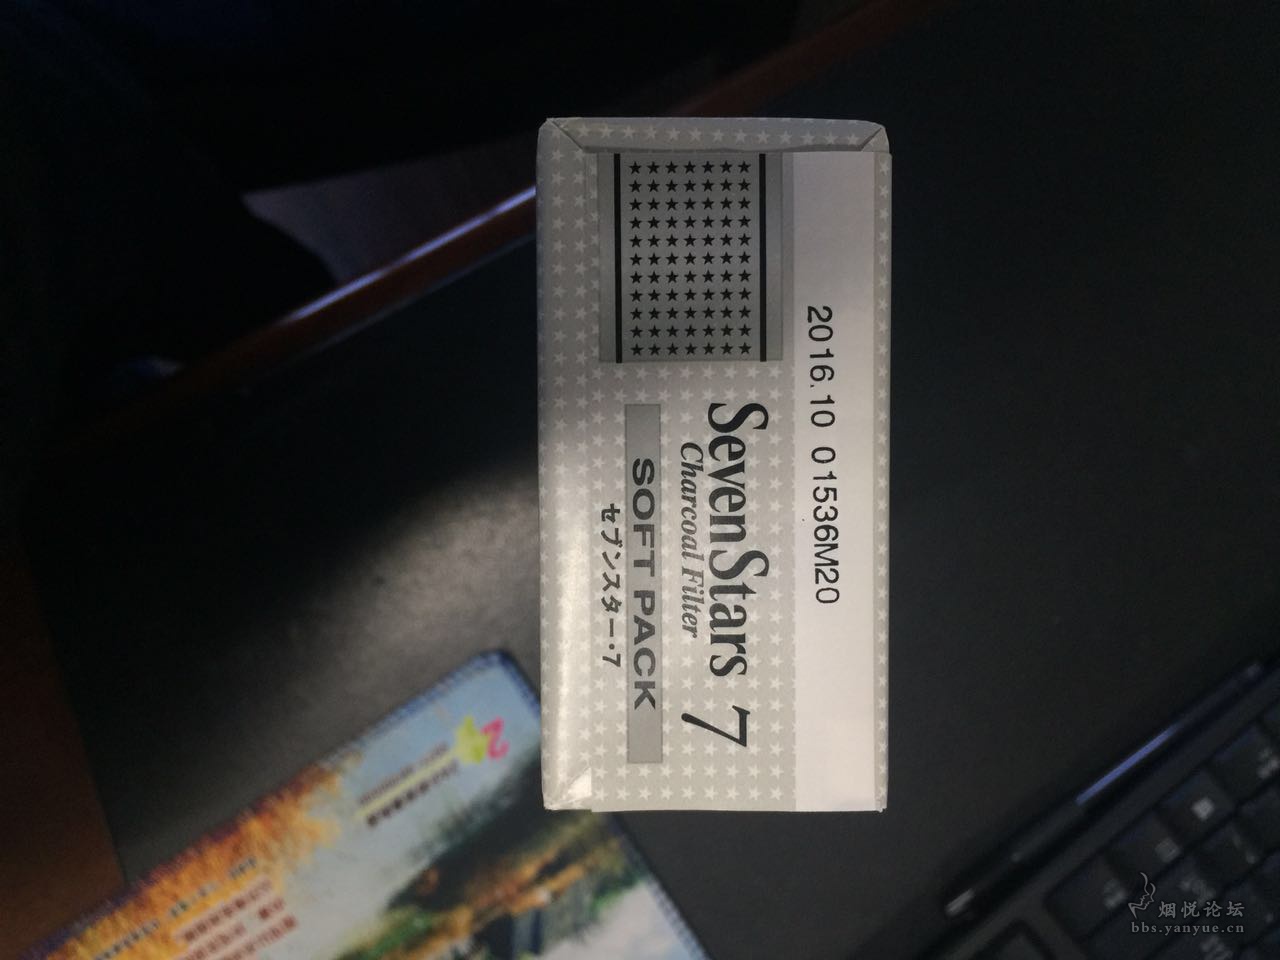 2016.10 01536M20
SevenStars 7
Charcoal Filter
SOFT PACK
セブンスター・7
2
烟悦论坛
bbs.yanyue.cn